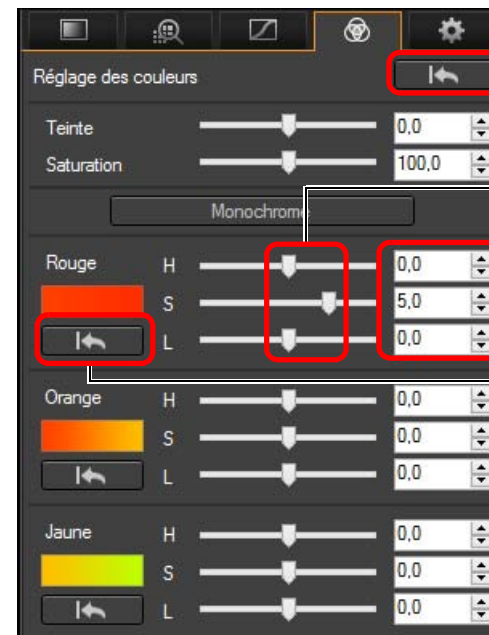 Réglage des couleurs
Teinte 0,0
Saturation 100,0
Monochrome
Rouge H 0,0
S 5,0
L 0,0
Orange H 0,0
S 0,0
L 0,0
Jaune H 0,0
S 0,0
L 0,0